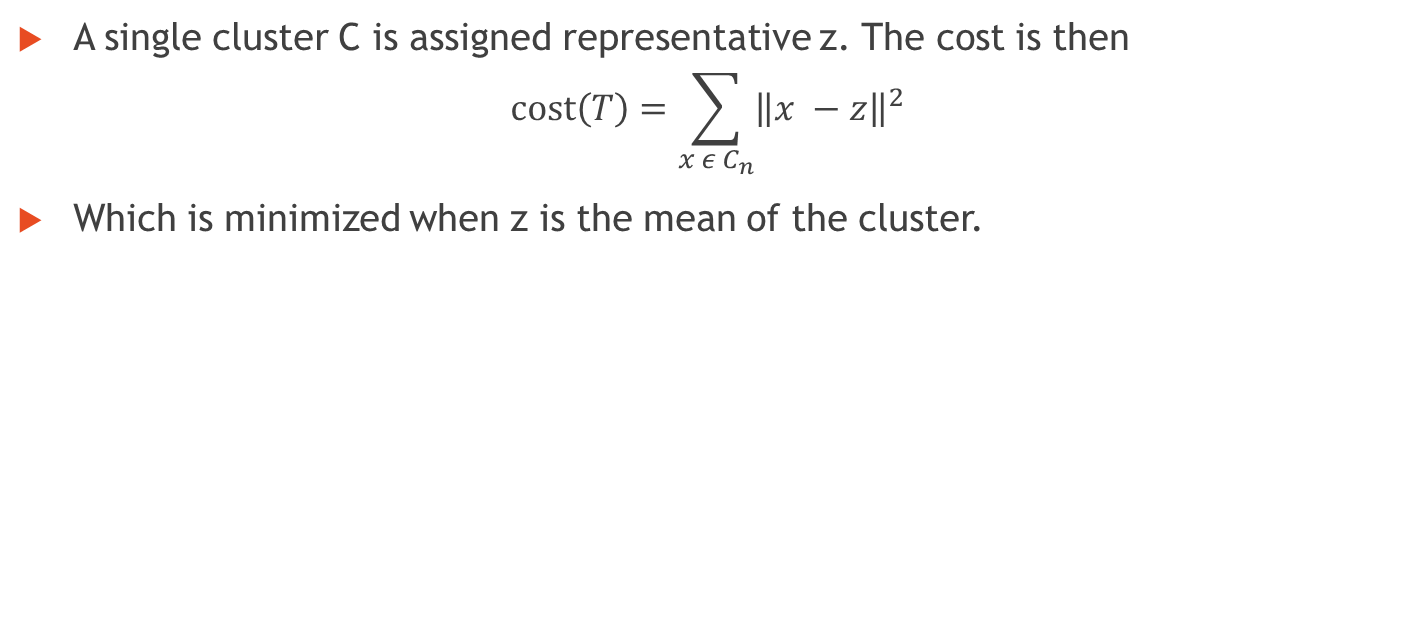 A single cluster C is assigned representative z. The cost is then
cost(T) = ∑ ‖x − z‖²
x ϵ Cₙ
Which is minimized when z is the mean of the cluster.